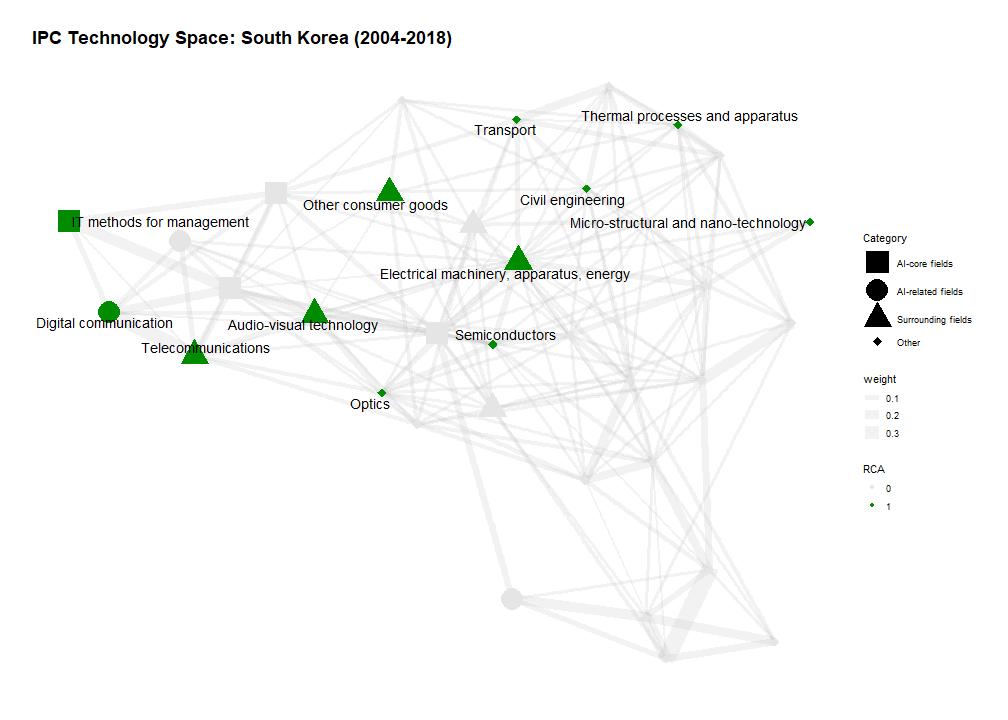 IPC Technology Space: South Korea (2004-2018)
Thermal processes and apparatus
Transport
Civil engineering
Other consumer goods
IT methods for management
Micro-structural and nano-technology
Electrical machinery, apparatus, energy
Digital communication
Audio-visual technology
Semiconductors
Telecommunications
Optics
Category
AI-core fields
AI-related fields
Surrounding fields
Other
weight
0.1
0.2
0.3
RCA
0
1